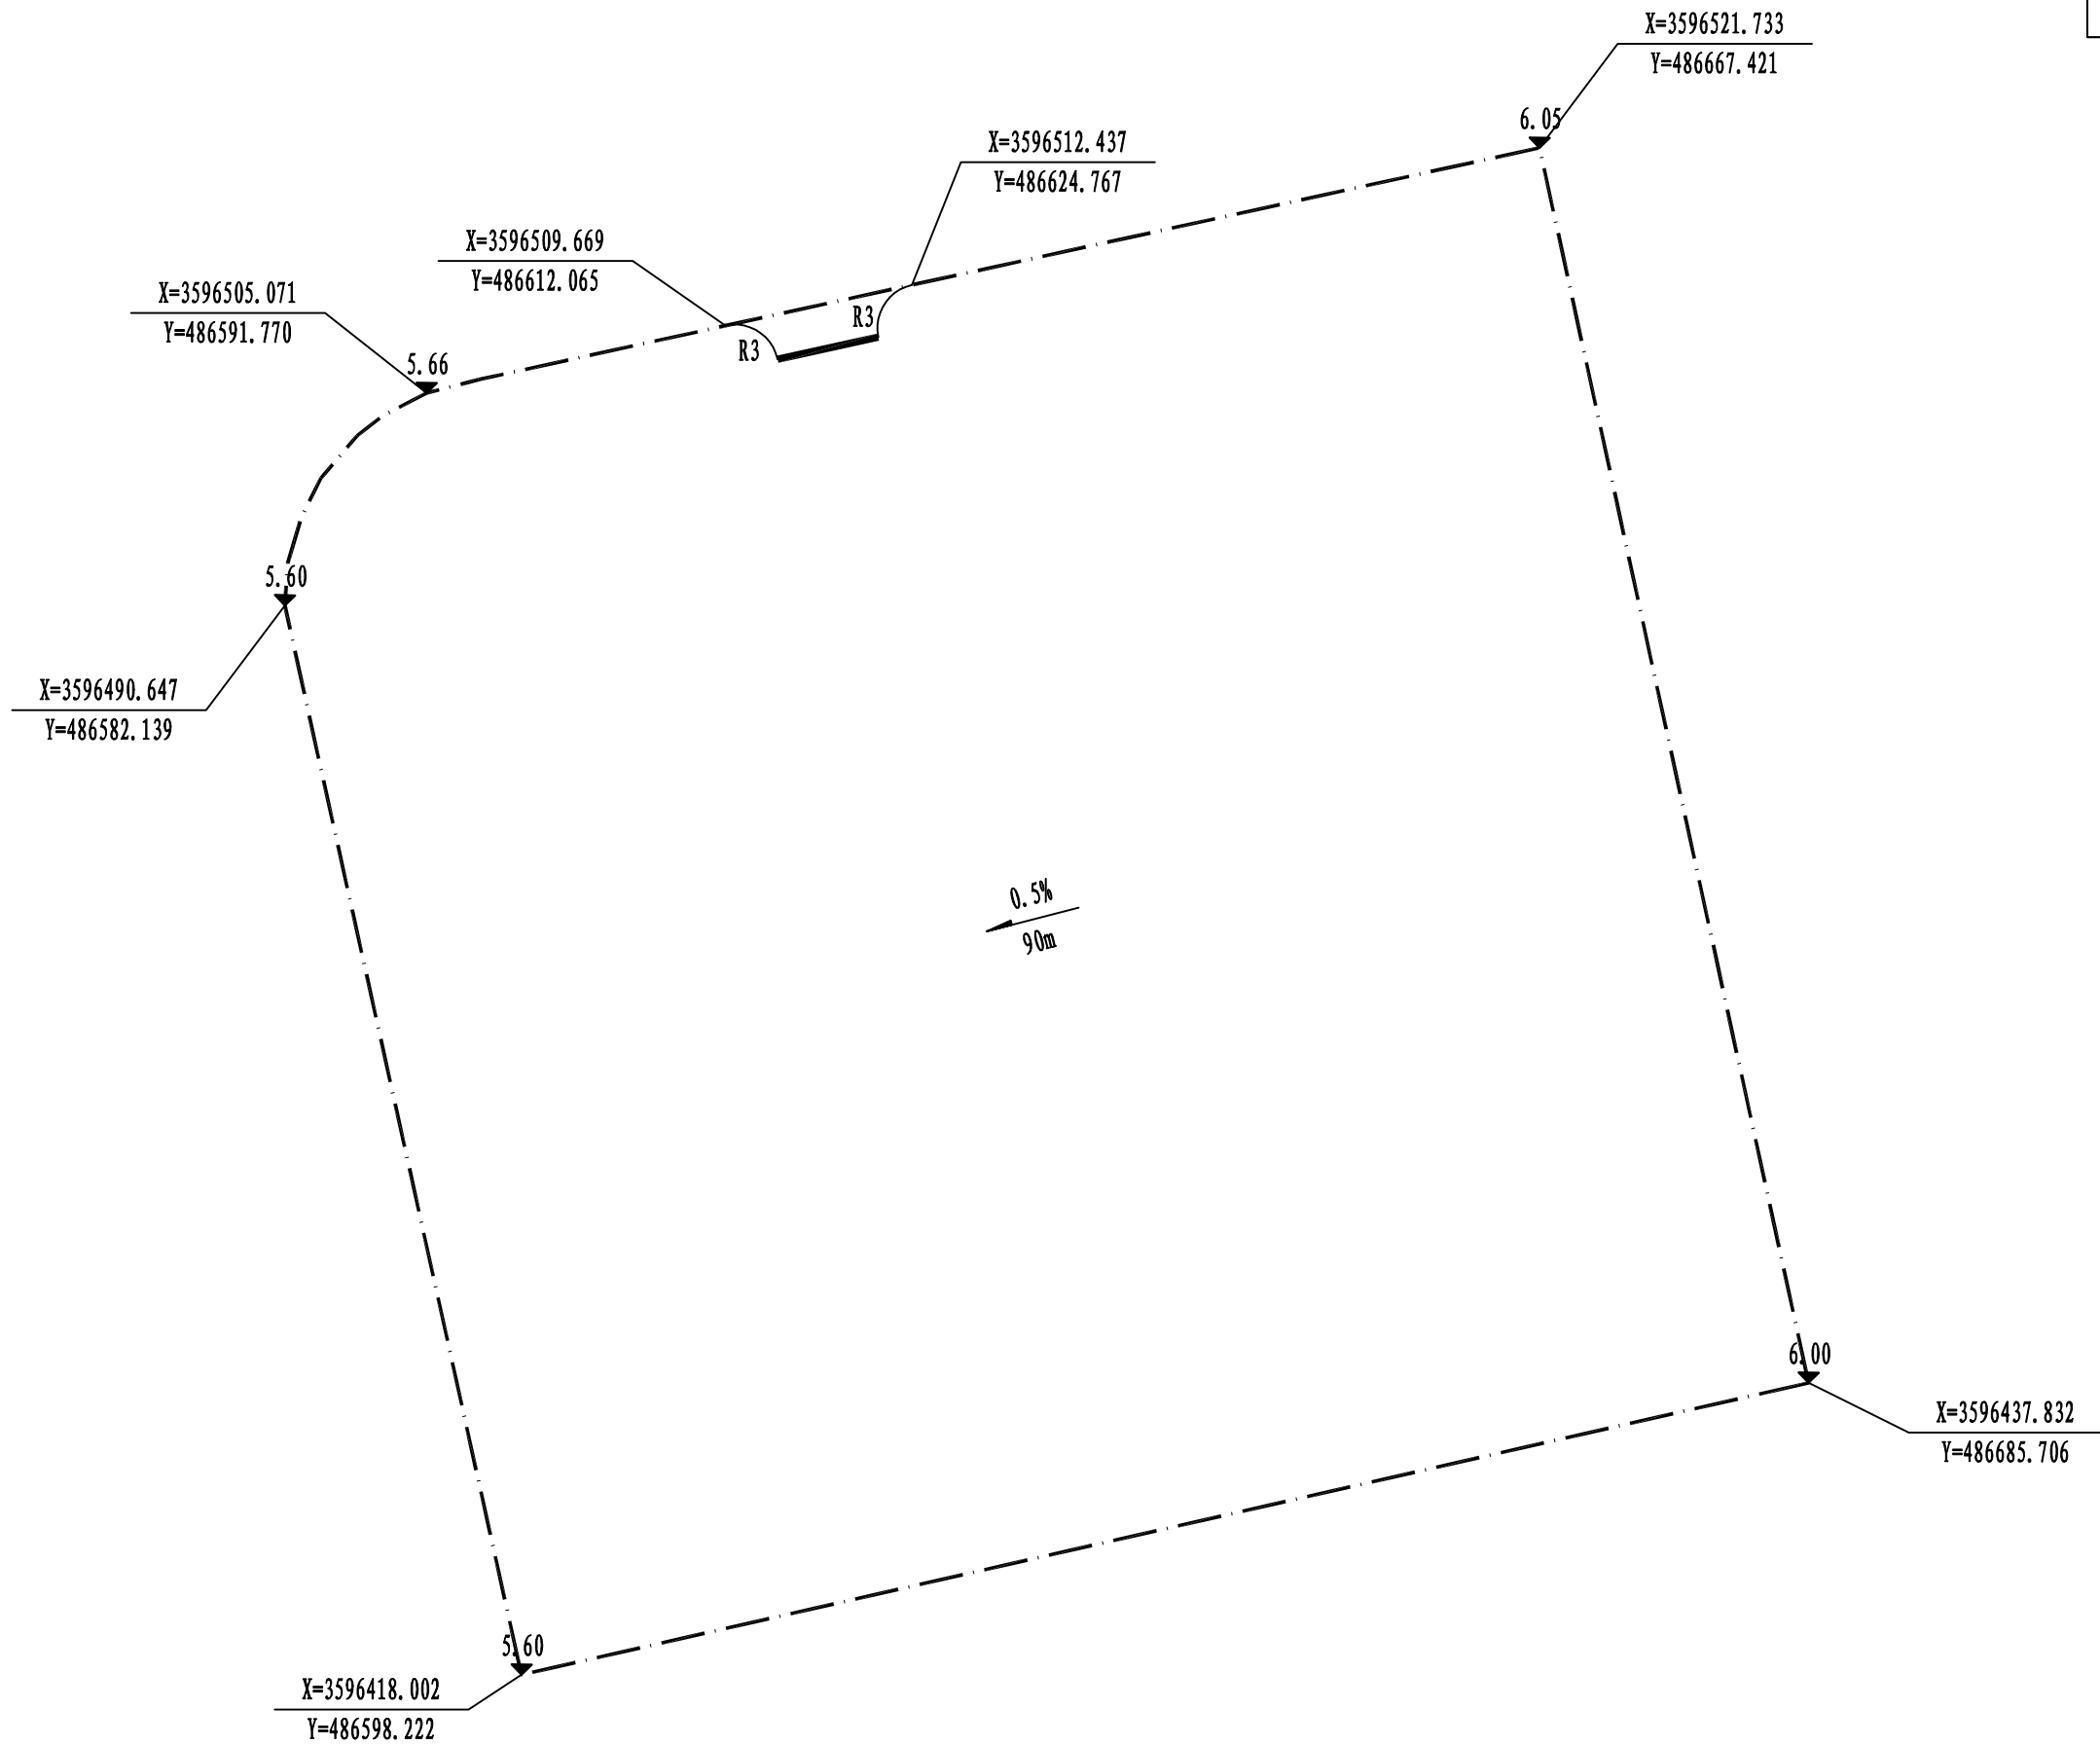 X=3596521.733
Y=486667.421
6.05
X=3596512.437
Y=486624.767
X=3596509.669
Y=486612.065
X=3596505.071
Y=486591.770
R3
R3
5.66
5.60
X=3596490.647
Y=486582.139
0.5%
90m
6.00
X=3596437.832
Y=486685.706
5.60
X=3596418.002
Y=486598.222